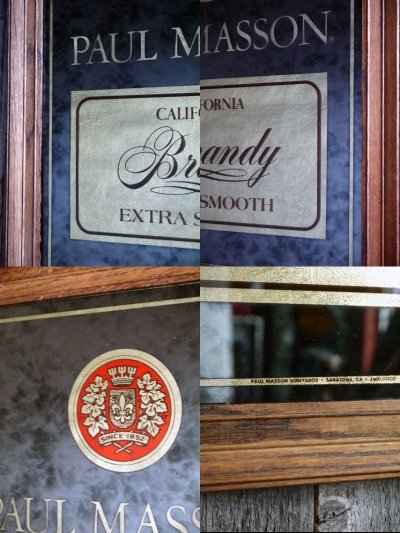 PAUL MASSON®
CALIFORNIA
Brandy
EXTRA SMOOTH
SINCE·1852
PAUL MASS
PAUL MASSON VINEYARDS · SARATOGA, CA ·